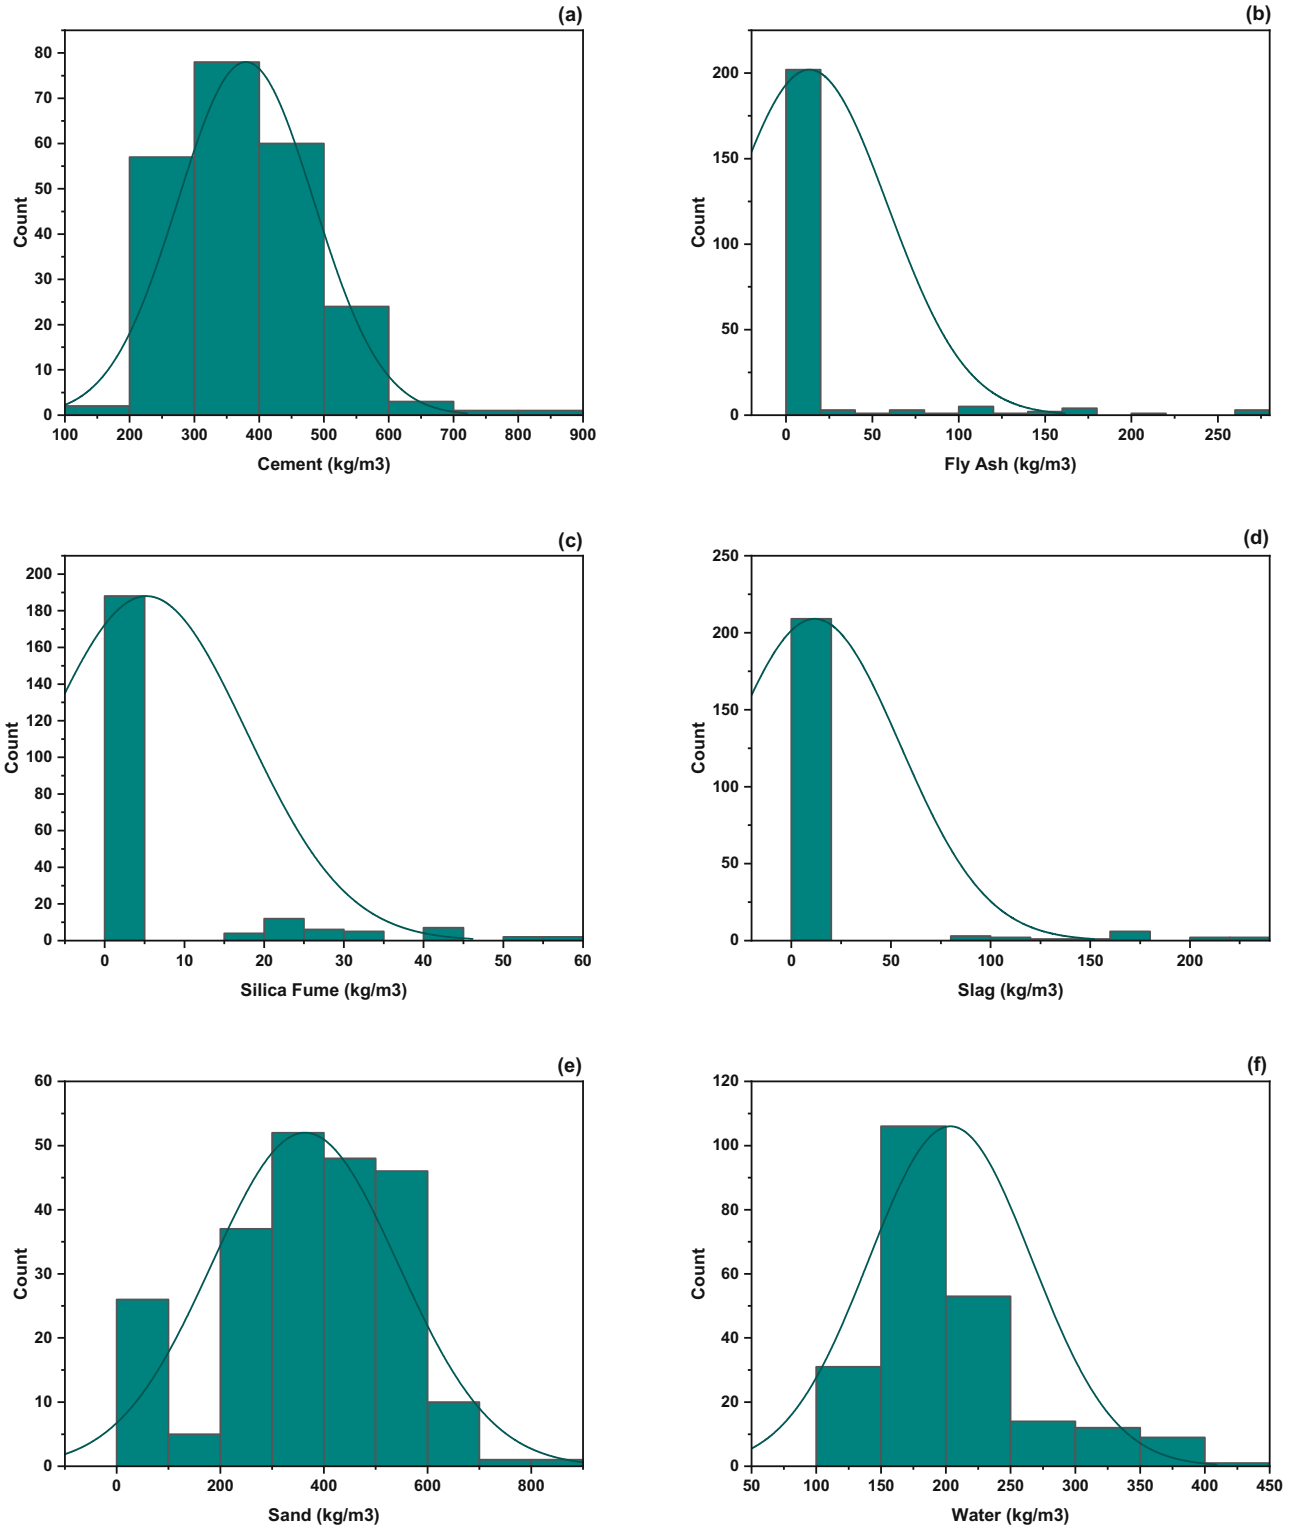 (a)
80
70
60
50
40
30
20
10
0
Count
100 200 300 400 500 600 700 800 900
Cement (kg/m3)
(b)
200
150
100
50
0
Count
0 50 100 150 200 250
Fly Ash (kg/m3)
(c)
200
180
160
140
120
100
80
60
40
20
0
Count
0 10 20 30 40 50 60
Silica Fume (kg/m3)
(d)
250
200
150
100
50
0
Count
0 50 100 150 200
Slag (kg/m3)
(e)
60
50
40
30
20
10
0
Count
0 200 400 600 800
Sand (kg/m3)
(f)
120
100
80
60
40
20
0
Count
50 100 150 200 250 300 350 400 450
Water (kg/m3)